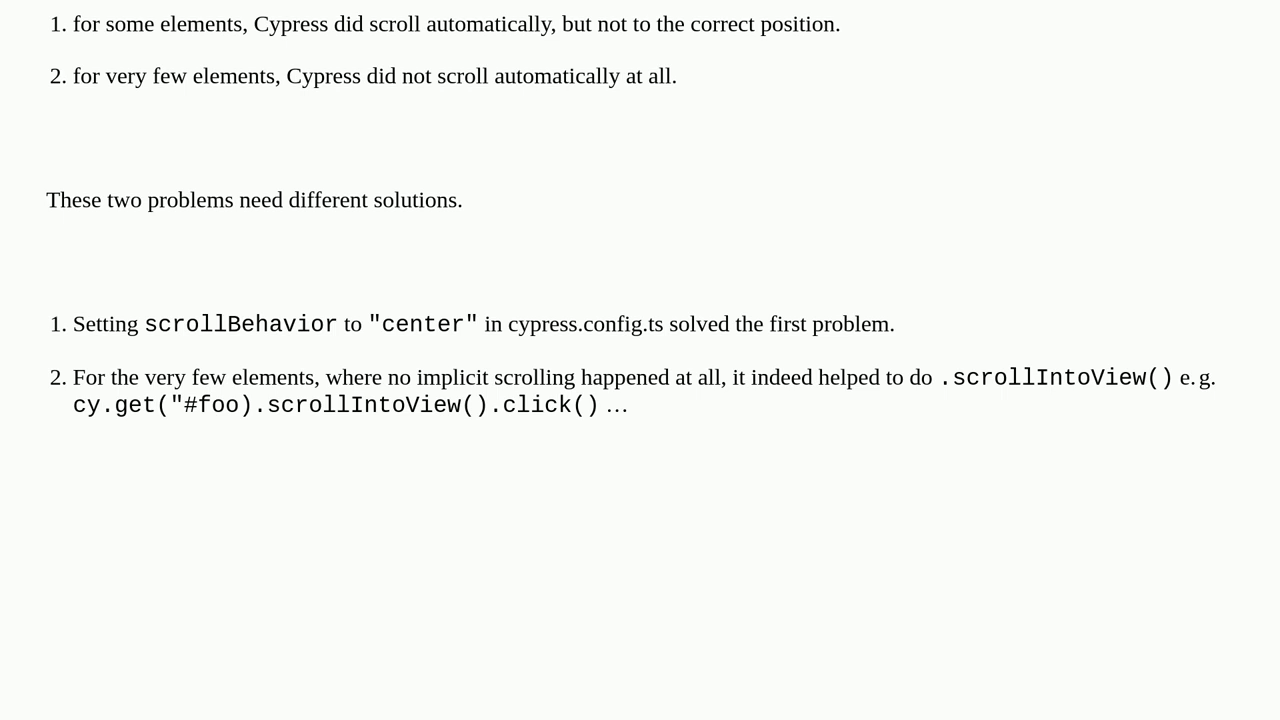 1. for some elements, Cypress did scroll automatically, but not to the correct position.
2. for very few elements, Cypress did not scroll automatically at all.
These two problems need different solutions.
1. Setting scrollBehavior to "center" in cypress.config.ts solved the first problem.
2. For the very few elements, where no implicit scrolling happened at all, it indeed helped to do .scrollIntoView() e. g.
cy.get("#foo).scrollIntoView().click() …